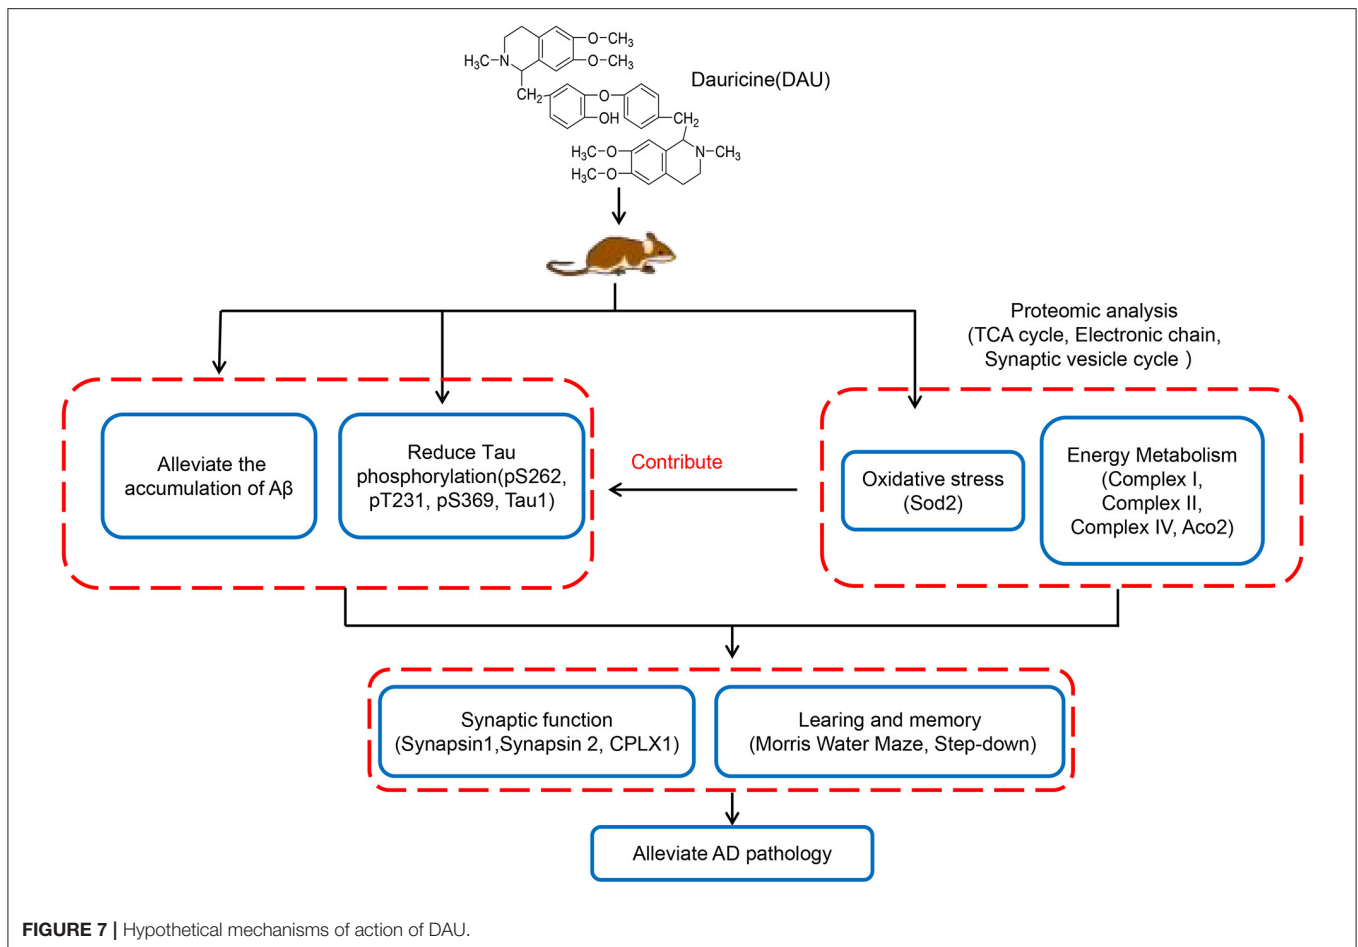 O–CH₃
H₃C–N
O–CH₃
Dauricine(DAU)
CH₂
O
OH
CH₂
H₃C–O
N–CH₃
H₃C–O
Proteomic analysis
(TCA cycle, Electronic chain,
Synaptic vesicle cycle )
Alleviate the
accumulation of Aβ
Reduce Tau
phosphorylation(pS262,
pT231, pS369, Tau1)
Contribute
Oxidative stress
(Sod2)
Energy Metabolism
(Complex I,
Complex II,
Complex IV, Aco2)
Synaptic function
(Synapsin1,Synapsin 2, CPLX1)
Learing and memory
(Morris Water Maze, Step-down)
Alleviate AD pathology
FIGURE 7 | Hypothetical mechanisms of action of DAU.